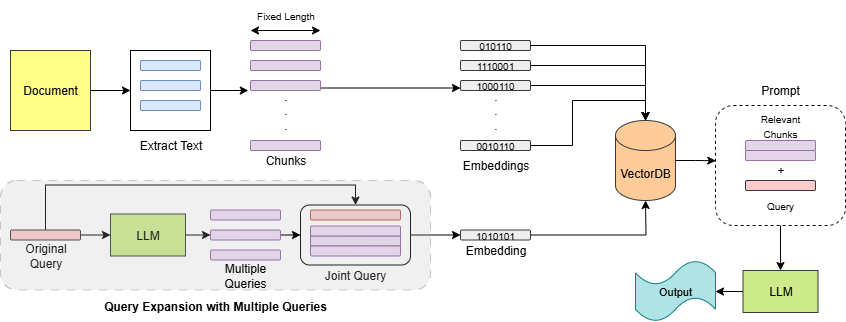 Fixed Length
Document
Extract Text
Chunks
010110
1110001
1000110
0010110
Embeddings
VectorDB
Prompt
Relevant
Chunks
+
Query
Original
Query
LLM
Multiple
Queries
Joint Query
1010101
Embedding
Query Expansion with Multiple Queries
Output
LLM